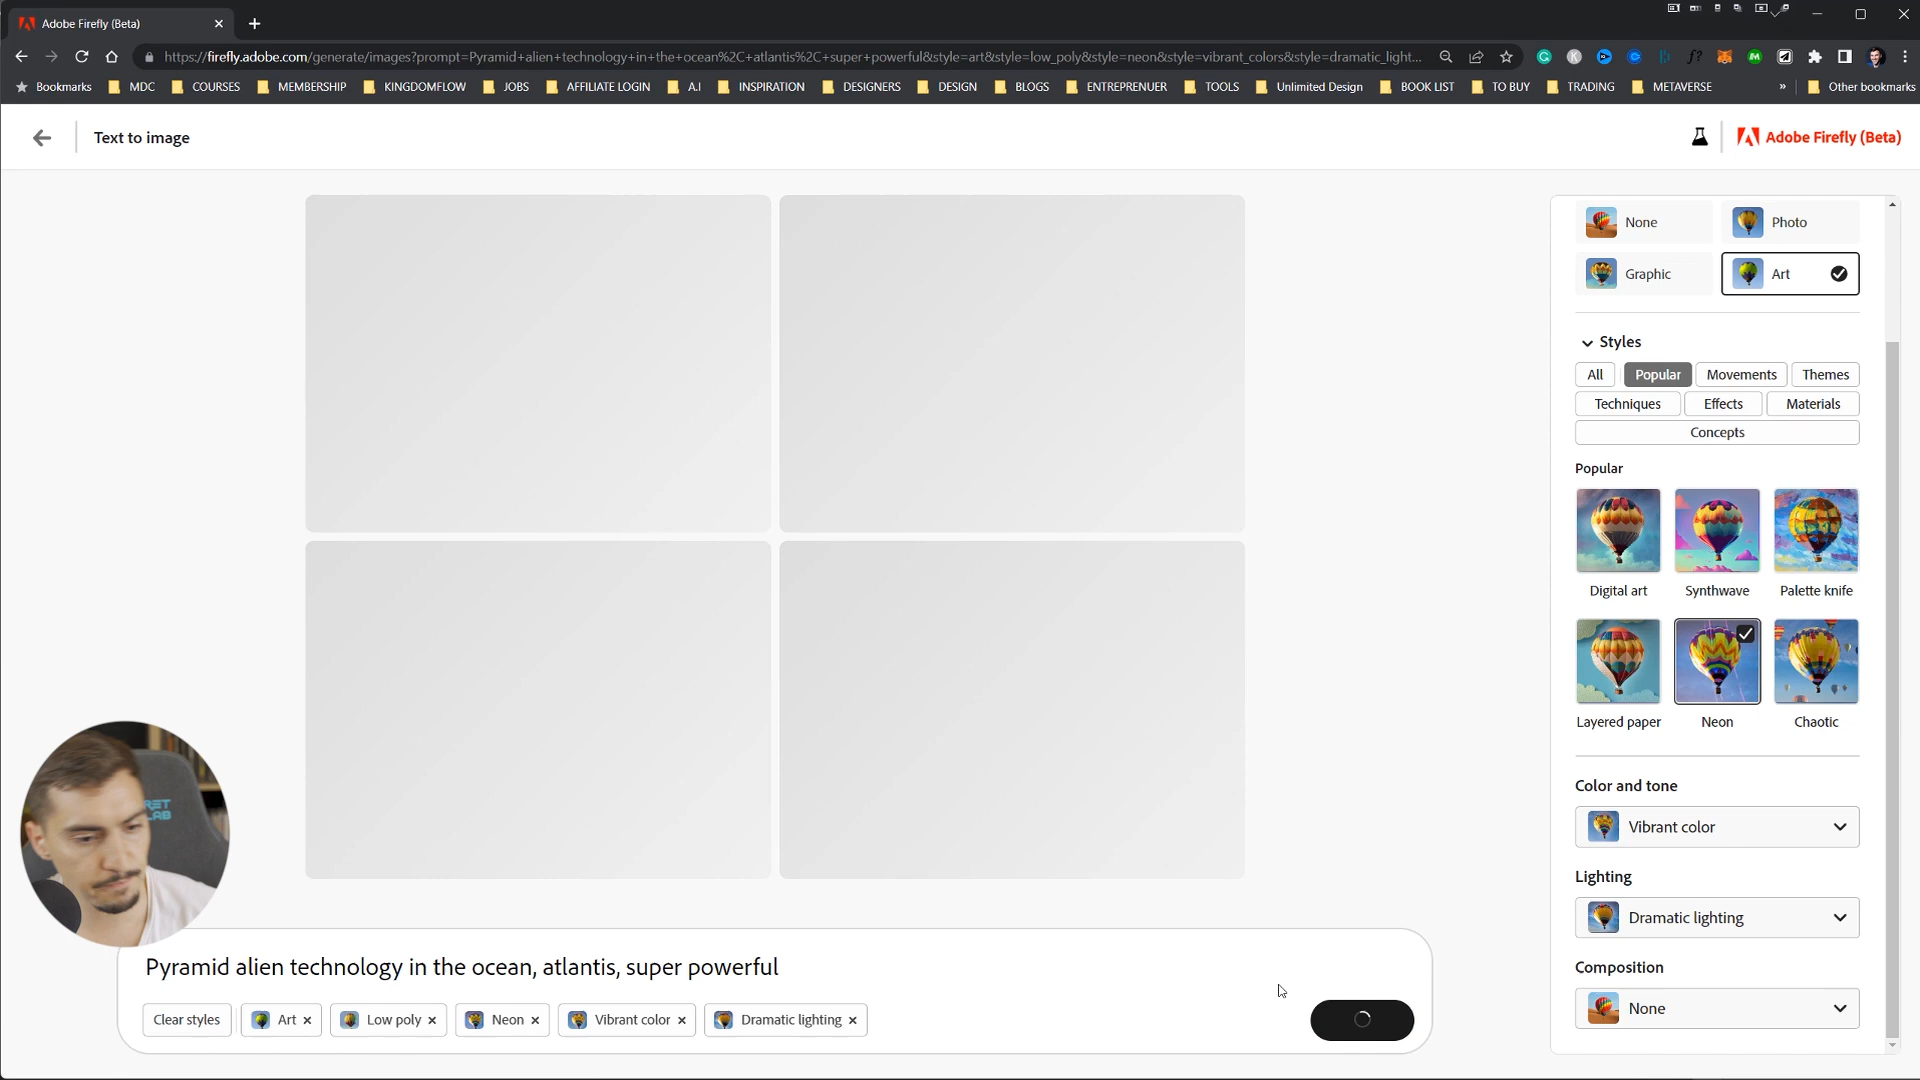 Adobe Firefly (Beta)
https://firefly.adobe.com/generate/images?prompt=Pyramid+alien+technology+in+the+ocean%2C+atlantis%2C+super+powerful&style=art&style=low_poly&style=neon&style=vibrant_colors&style=dramatic_light...
Bookmarks MDC COURSES MEMBERSHIP KINGDOMFLOW JOBS AFFILIATE LOGIN A.I INSPIRATION DESIGNERS DESIGN BLOGS ENTREPRENUER TOOLS Unlimited Design BOOK LIST TO BUY TRADING METAVERSE » Other bookmarks
Text to image
Adobe Firefly (Beta)
None Photo
Graphic Art
Styles
All Popular Movements Themes
Techniques Effects Materials
Concepts
Popular
Digital art Synthwave Palette knife
Layered paper Neon Chaotic
Color and tone
Vibrant color
Lighting
Dramatic lighting
Composition
None
Pyramid alien technology in the ocean, atlantis, super powerful
Clear styles Art Low poly Neon Vibrant color Dramatic lighting